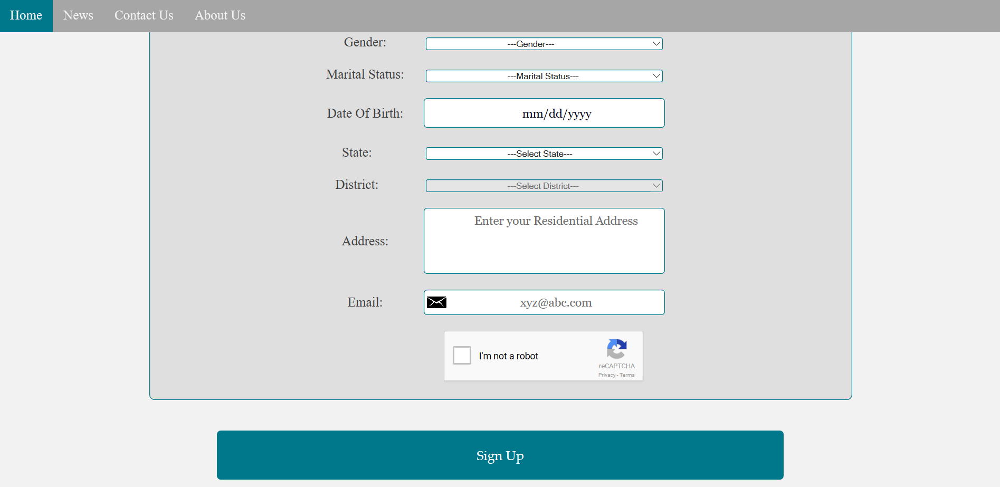 Home News Contact Us About Us
Gender: ---Gender---
Marital Status: ---Marital Status---
Date Of Birth: mm/dd/yyyy
State: ---Select State---
District: ---Select District---
Enter your Residential Address
Address:
Email: xyz@abc.com
I'm not a robot
reCAPTCHA
Privacy - Terms
Sign Up